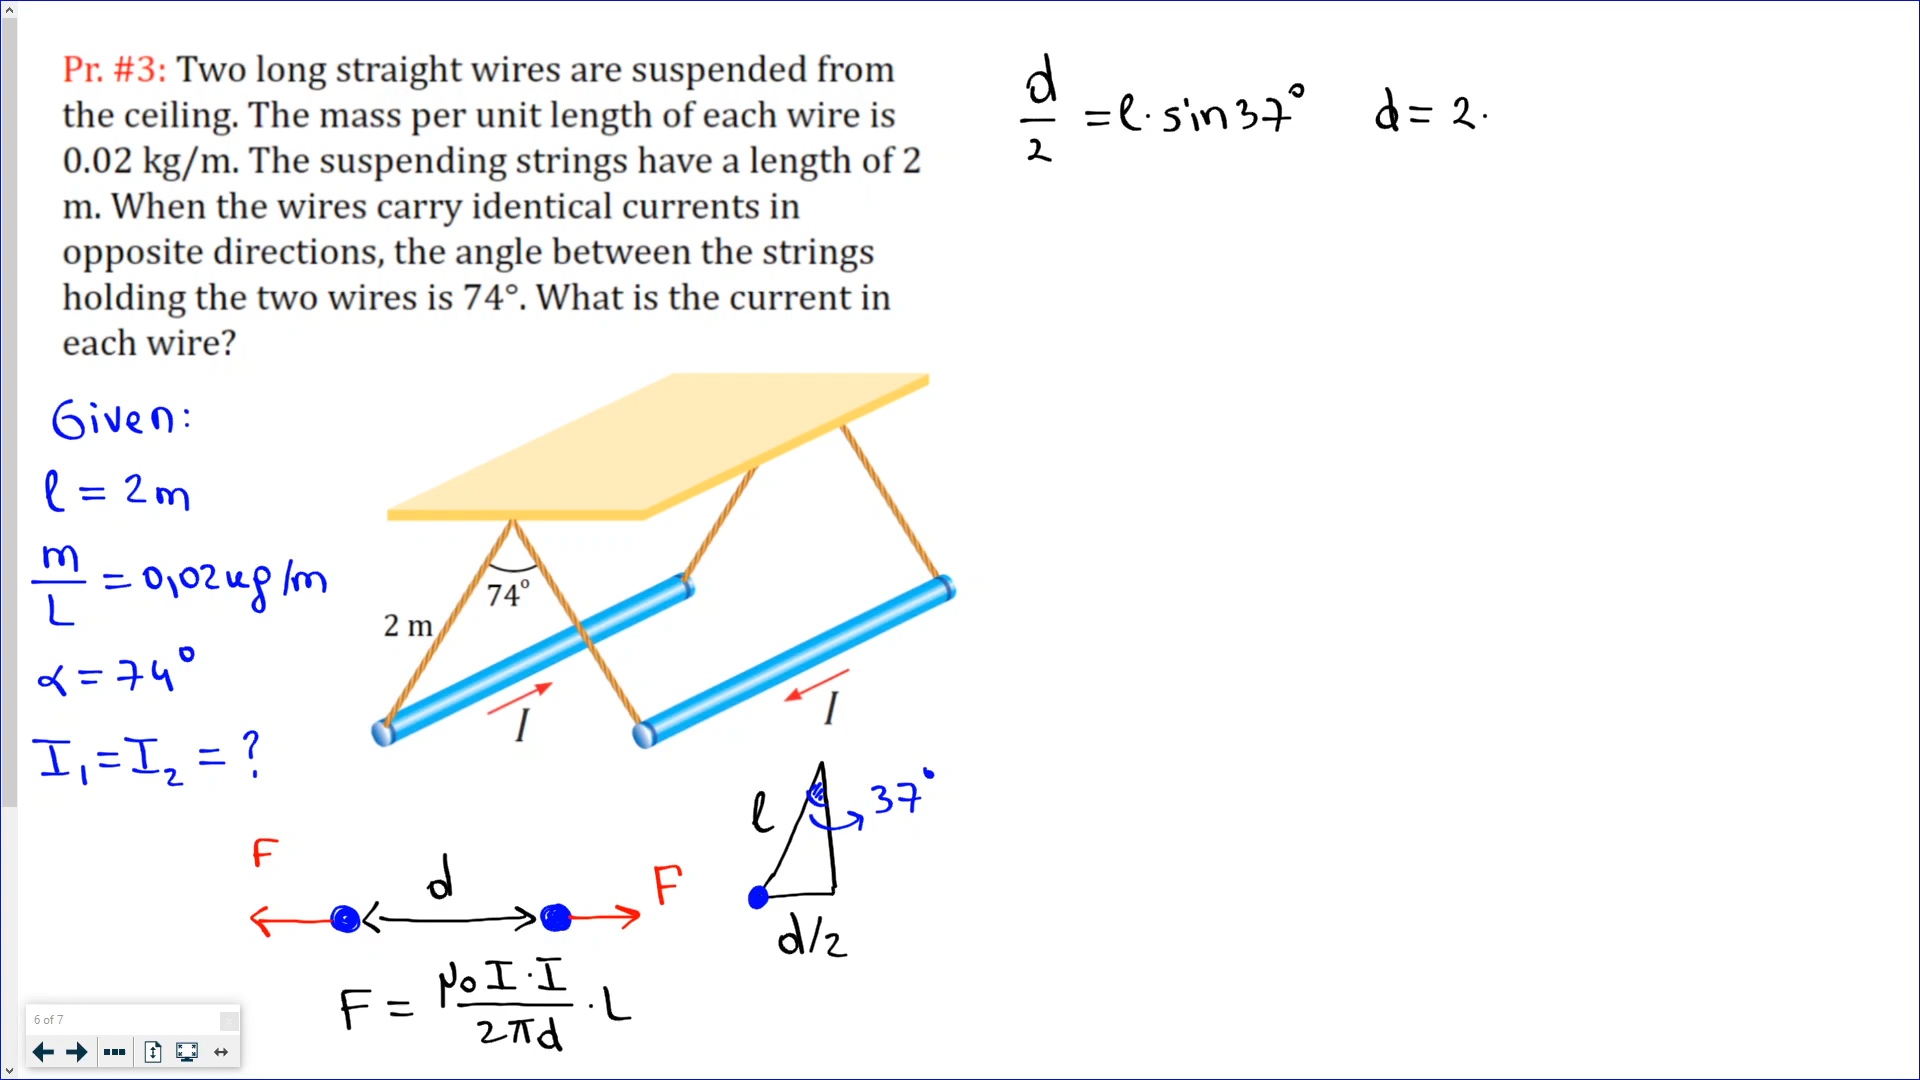 Pr. #3: Two long straight wires are suspended from
the ceiling. The mass per unit length of each wire is
0.02 kg/m. The suspending strings have a length of 2
m. When the wires carry identical currents in
opposite directions, the angle between the strings
holding the two wires is 74°. What is the current in
each wire?
d/2 = l · sin37°   d = 2 ·
Given:
l = 2m
m/L = 0,02kg/m
α = 74°
I₁ = I₂ = ?
74°
2 m
I
I
l
37°
d/2
F
d
F
F = μ₀I·I/2πd · L
6 of 7